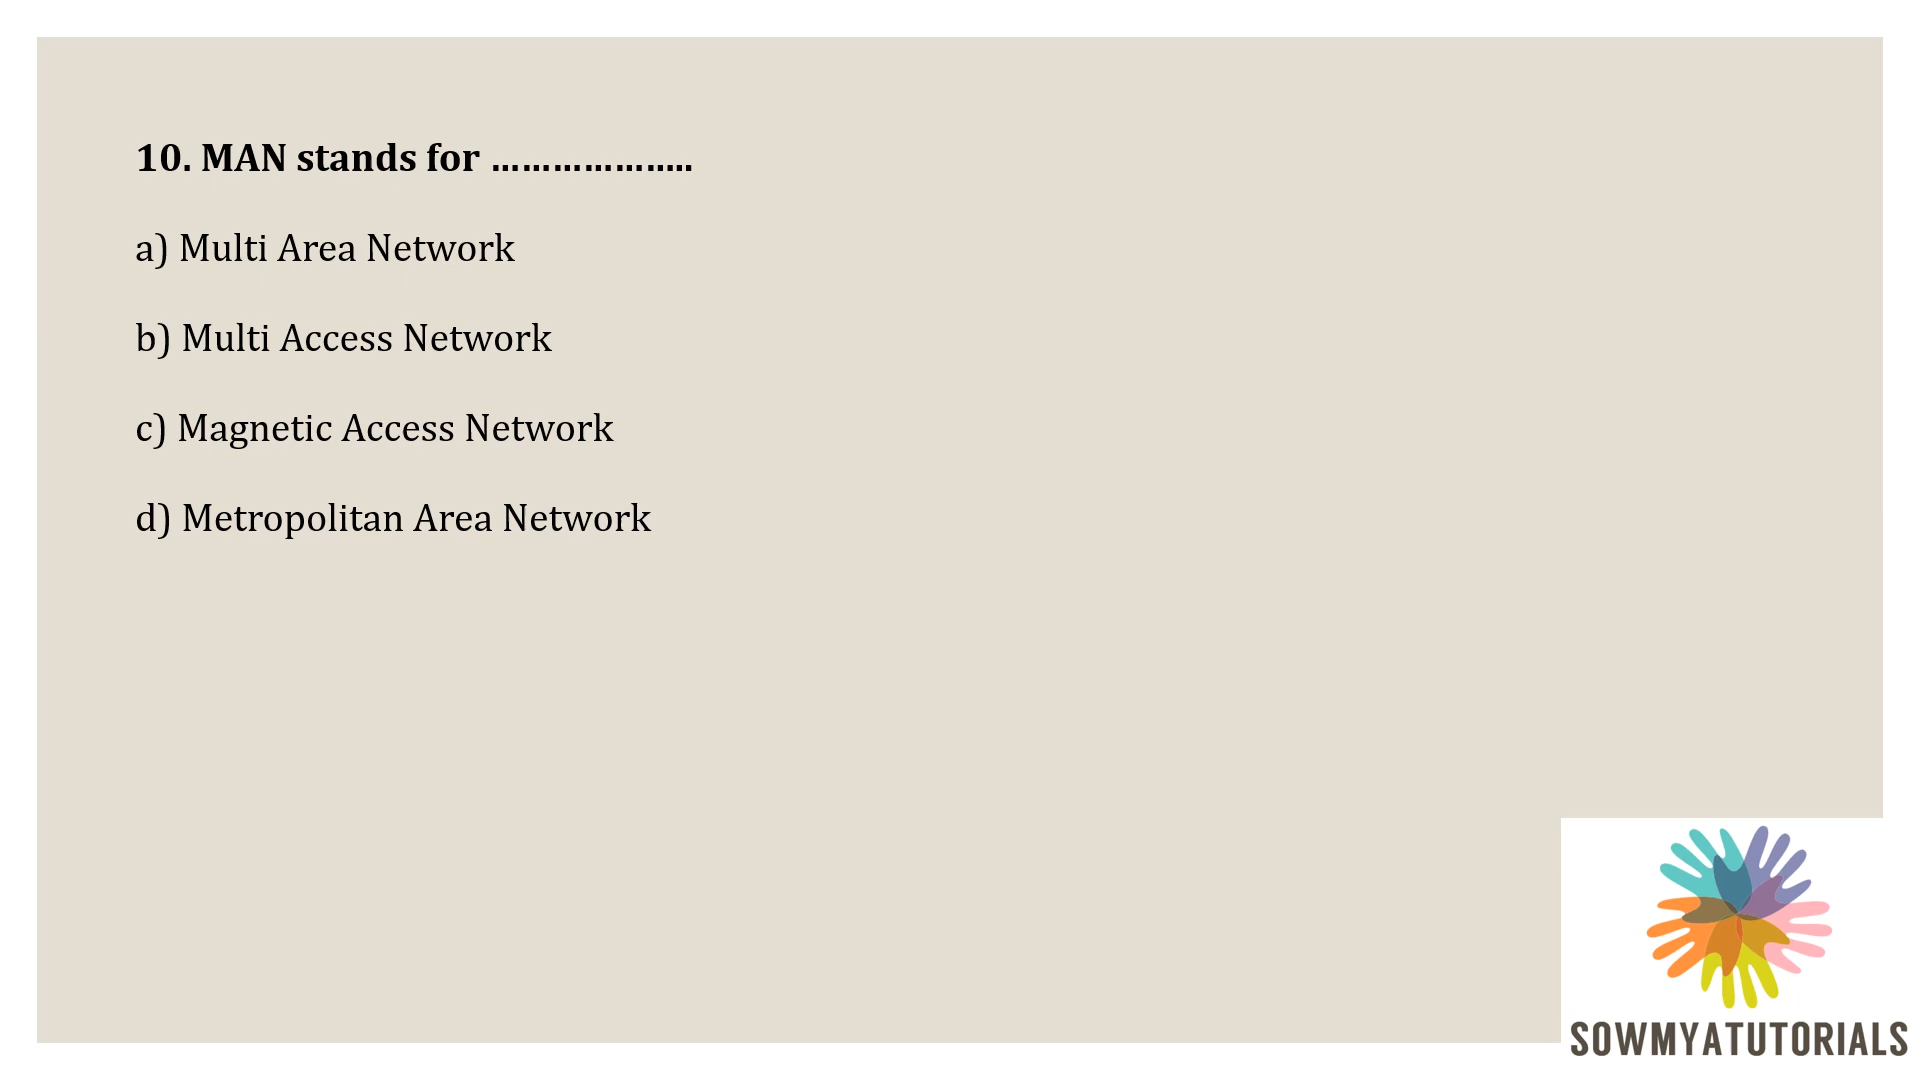 10. MAN stands for ………………..
a) Multi Area Network
b) Multi Access Network
c) Magnetic Access Network
d) Metropolitan Area Network
SOWMYATUTORIALS